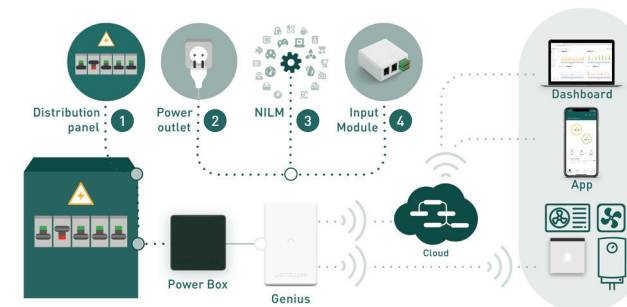 Distribution
panel
1
Power
outlet
2
NILM
3
Input
Module
4
Dashboard
App
Cloud
Power Box
Genius